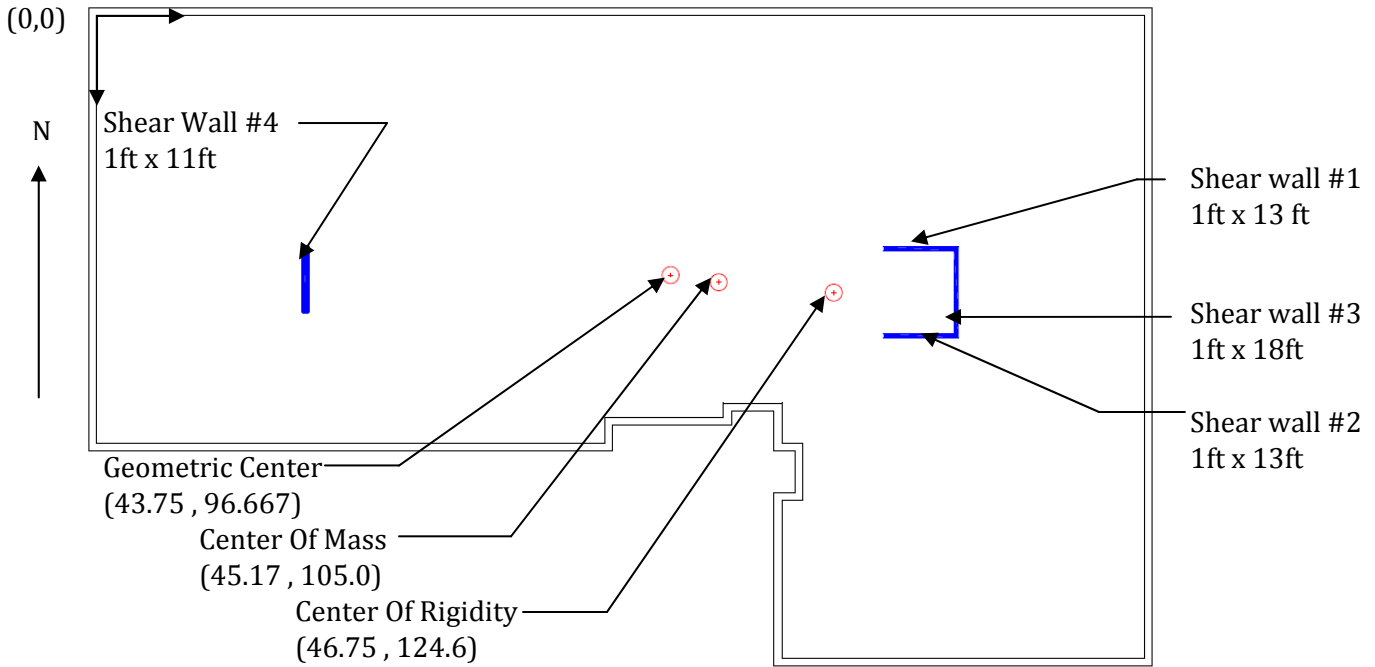 (0,0)
N
Shear Wall #4
1ft x 11ft
Shear wall #1
1ft x 13 ft
Shear wall #3
1ft x 18ft
Shear wall #2
1ft x 13ft
Geometric Center
(43.75 , 96.667)
Center Of Mass
(45.17 , 105.0)
Center Of Rigidity
(46.75 , 124.6)